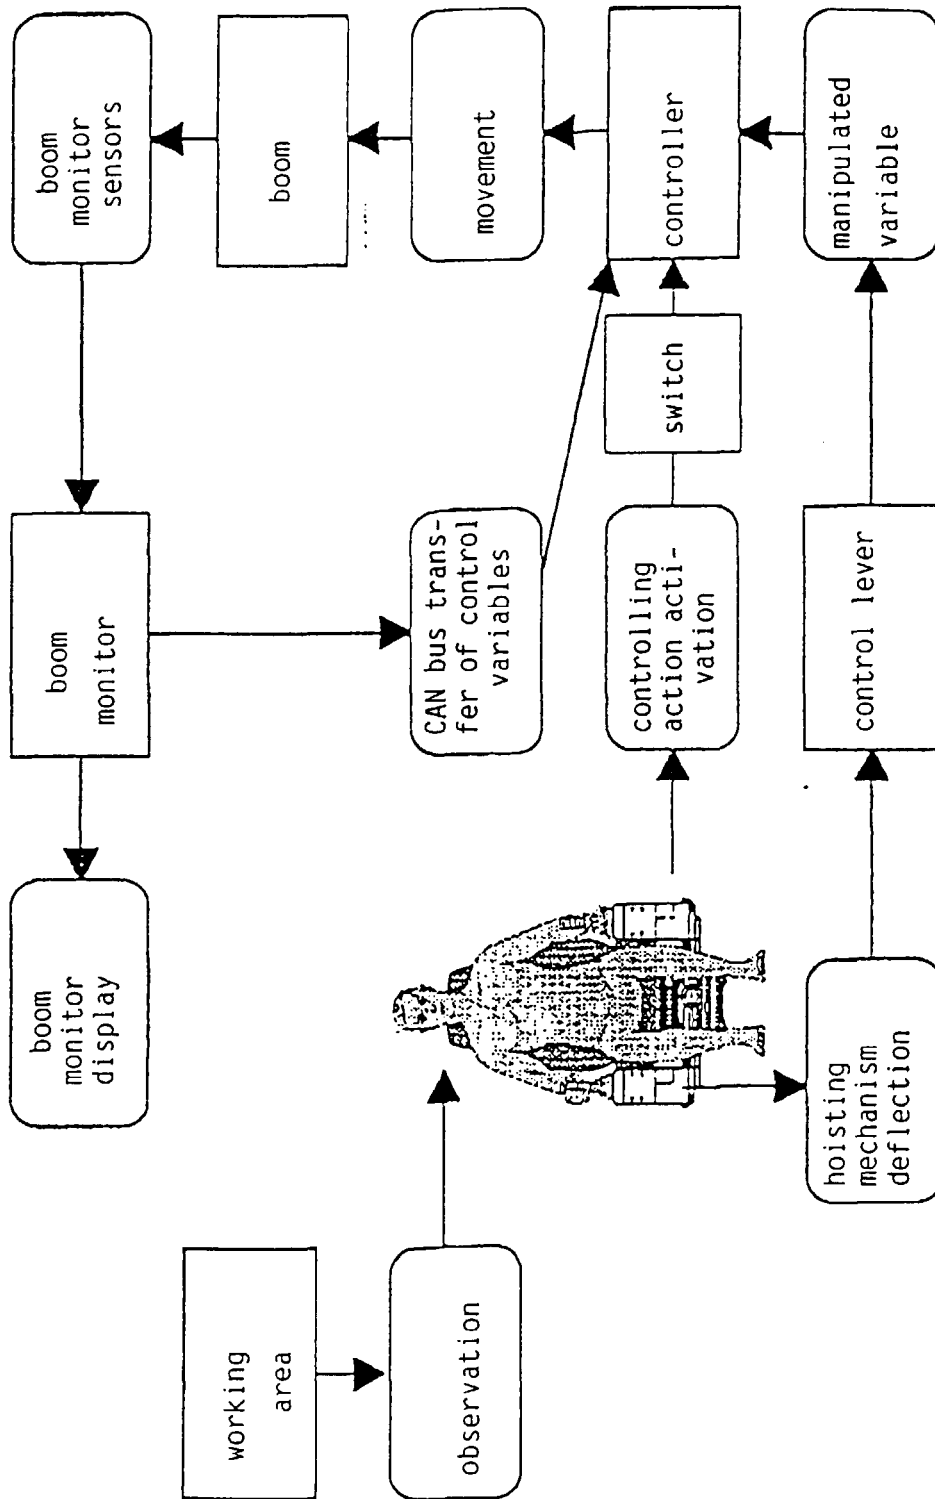 boom
monitor
sensors
boom
movement
controller
manipulated
variable
switch
boom
monitor
CAN bus trans-
fer of control
variables
controlling
action acti-
vation
control lever
boom
monitor
display
hoisting
mechanism
deflection
working
area
observation